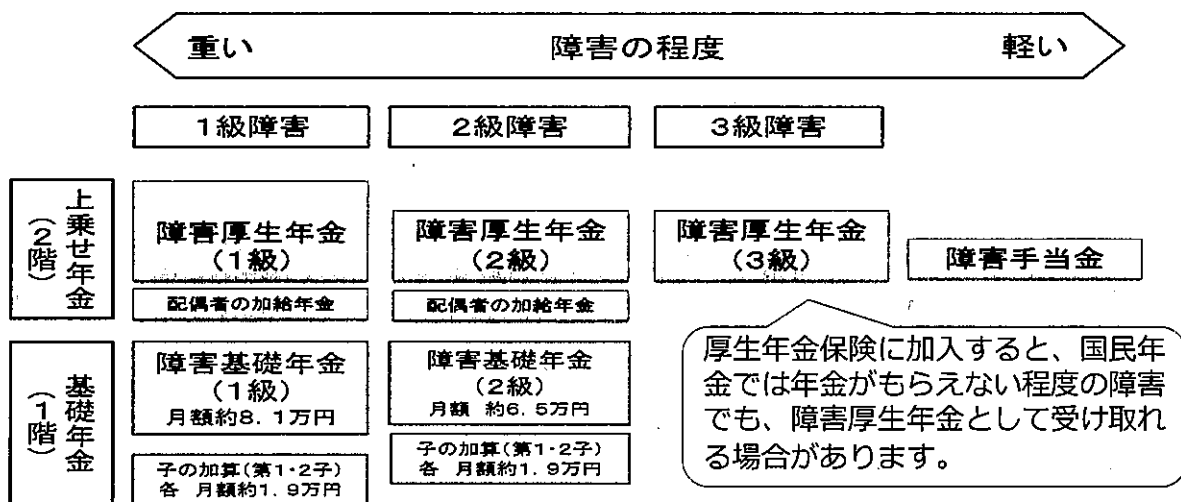 重い 障害の程度 軽い
1級障害 2級障害 3級障害
上乗せ年金
（2階）
障害厚生年金
（1級）
障害厚生年金
（2級）
障害厚生年金
（3級）
障害手当金
配偶者の加給年金
配偶者の加給年金
基礎年金
（1階）
障害基礎年金
（1級）
月額約8．1万円
障害基礎年金
（2級）
月額 約6．5万円
子の加算(第1・2子)
各 月額約1．9万円
子の加算(第1・2子)
各 月額約1．9万円
厚生年金保険に加入すると、国民年
金では年金がもらえない程度の障害
でも、障害厚生年金として受け取れ
る場合があります。